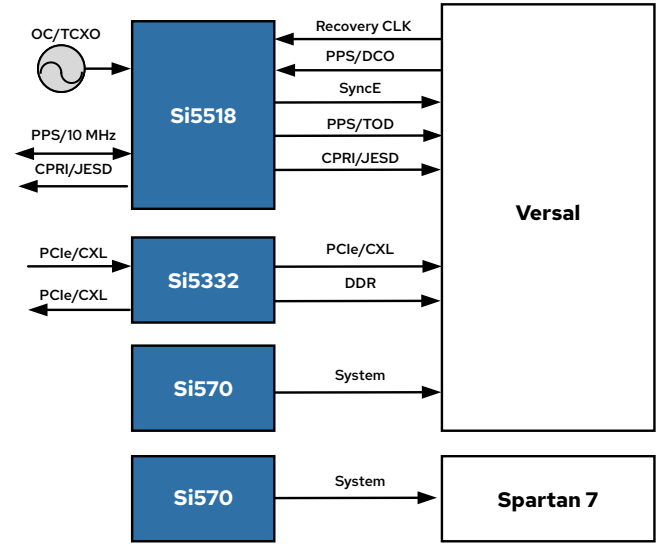 OC/TCXO
Recovery CLK
PPS/DCO
SyncE
Si5518
PPS/10 MHz
PPS/TOD
CPRI/JESD
CPRI/JESD
Versal
PCIe/CXL
PCIe/CXL
Si5332
PCIe/CXL
DDR
Si570
System
Si570
System
Spartan 7